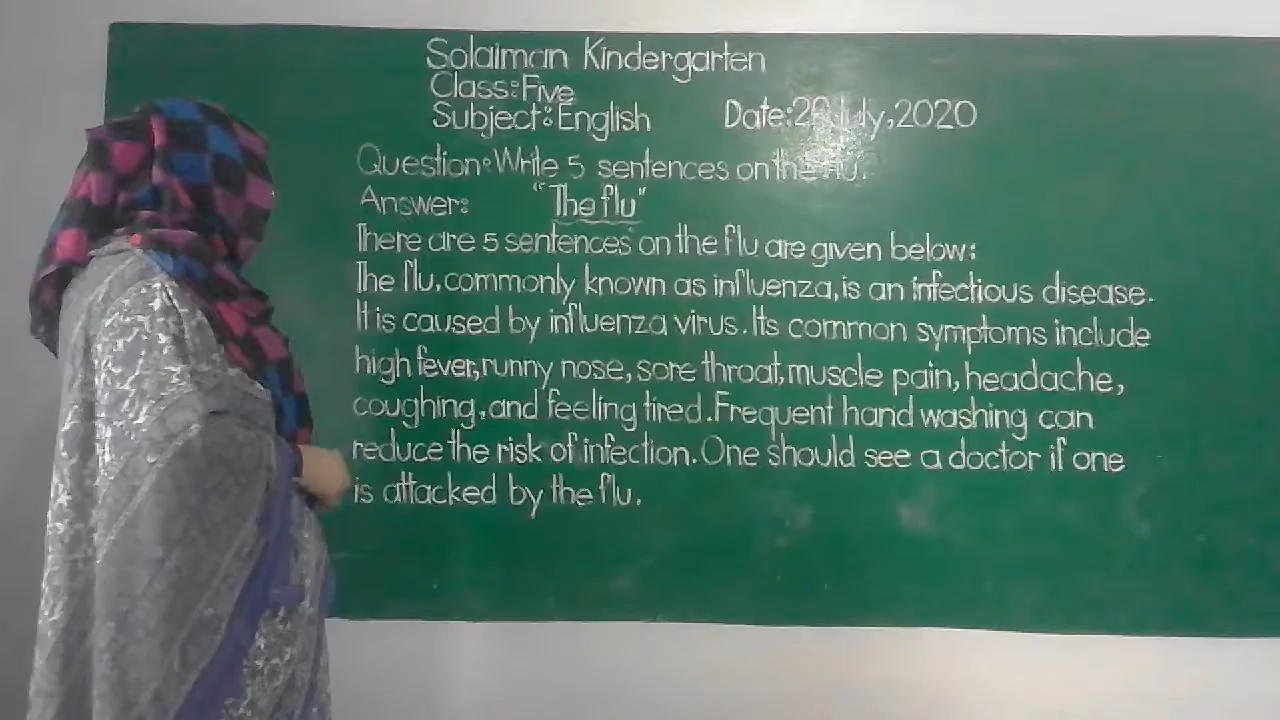 Solaiman Kindergarten
Class:Five
Subject:English Date: July,2020
Question:Write 5 sentences on the flu.
Answer: "The flu"
There are 5 sentences on the flu are given below:
The flu,commonly known as influenza,is an infectious disease.
It is caused by influenza virus.Its common symptoms include
high fever,runny nose,sore throat,muscle pain,headache,
coughing,and feeling tired.Frequent hand washing can
reduce the risk of infection.One should see a doctor if one
is attacked by the flu.